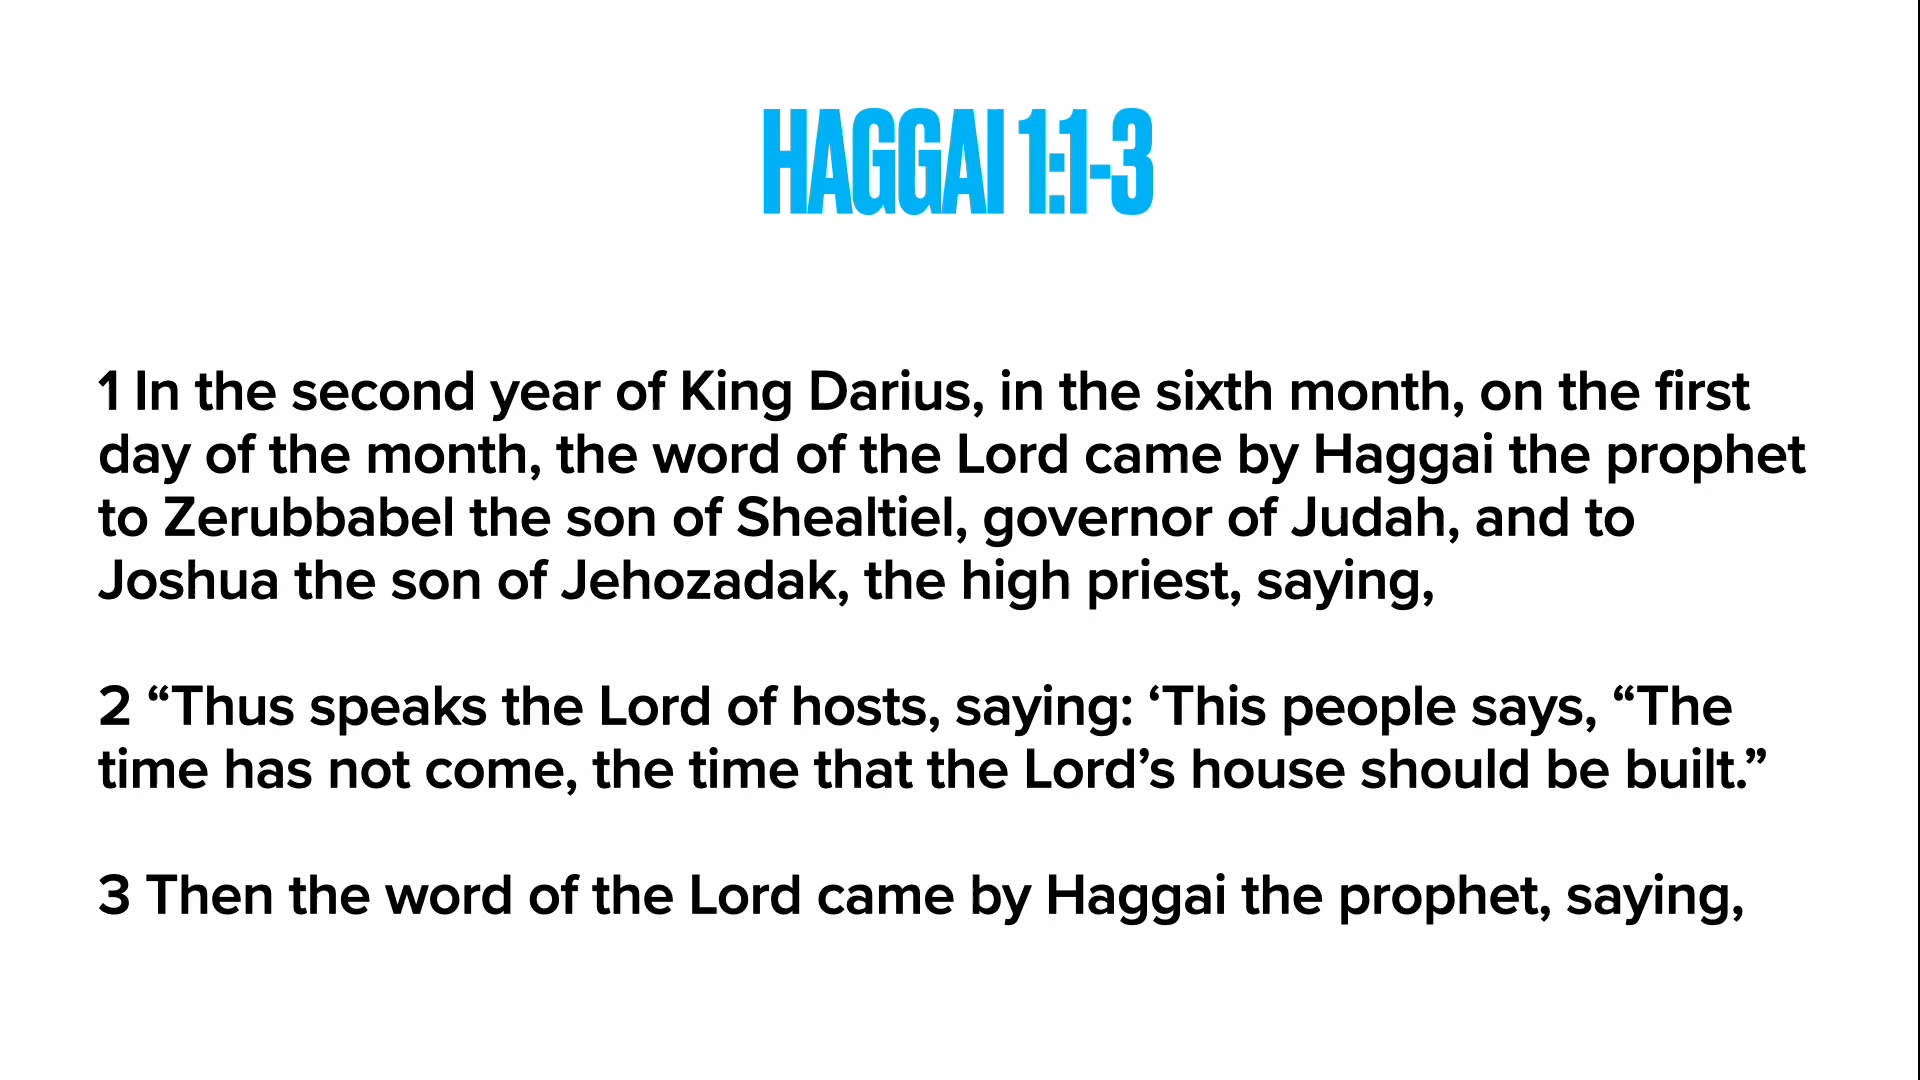 HAGGAI 1:1-3
1 In the second year of King Darius, in the sixth month, on the first
day of the month, the word of the Lord came by Haggai the prophet
to Zerubbabel the son of Shealtiel, governor of Judah, and to
Joshua the son of Jehozadak, the high priest, saying,
2 “Thus speaks the Lord of hosts, saying: ‘This people says, “The
time has not come, the time that the Lord’s house should be built.”
3 Then the word of the Lord came by Haggai the prophet, saying,